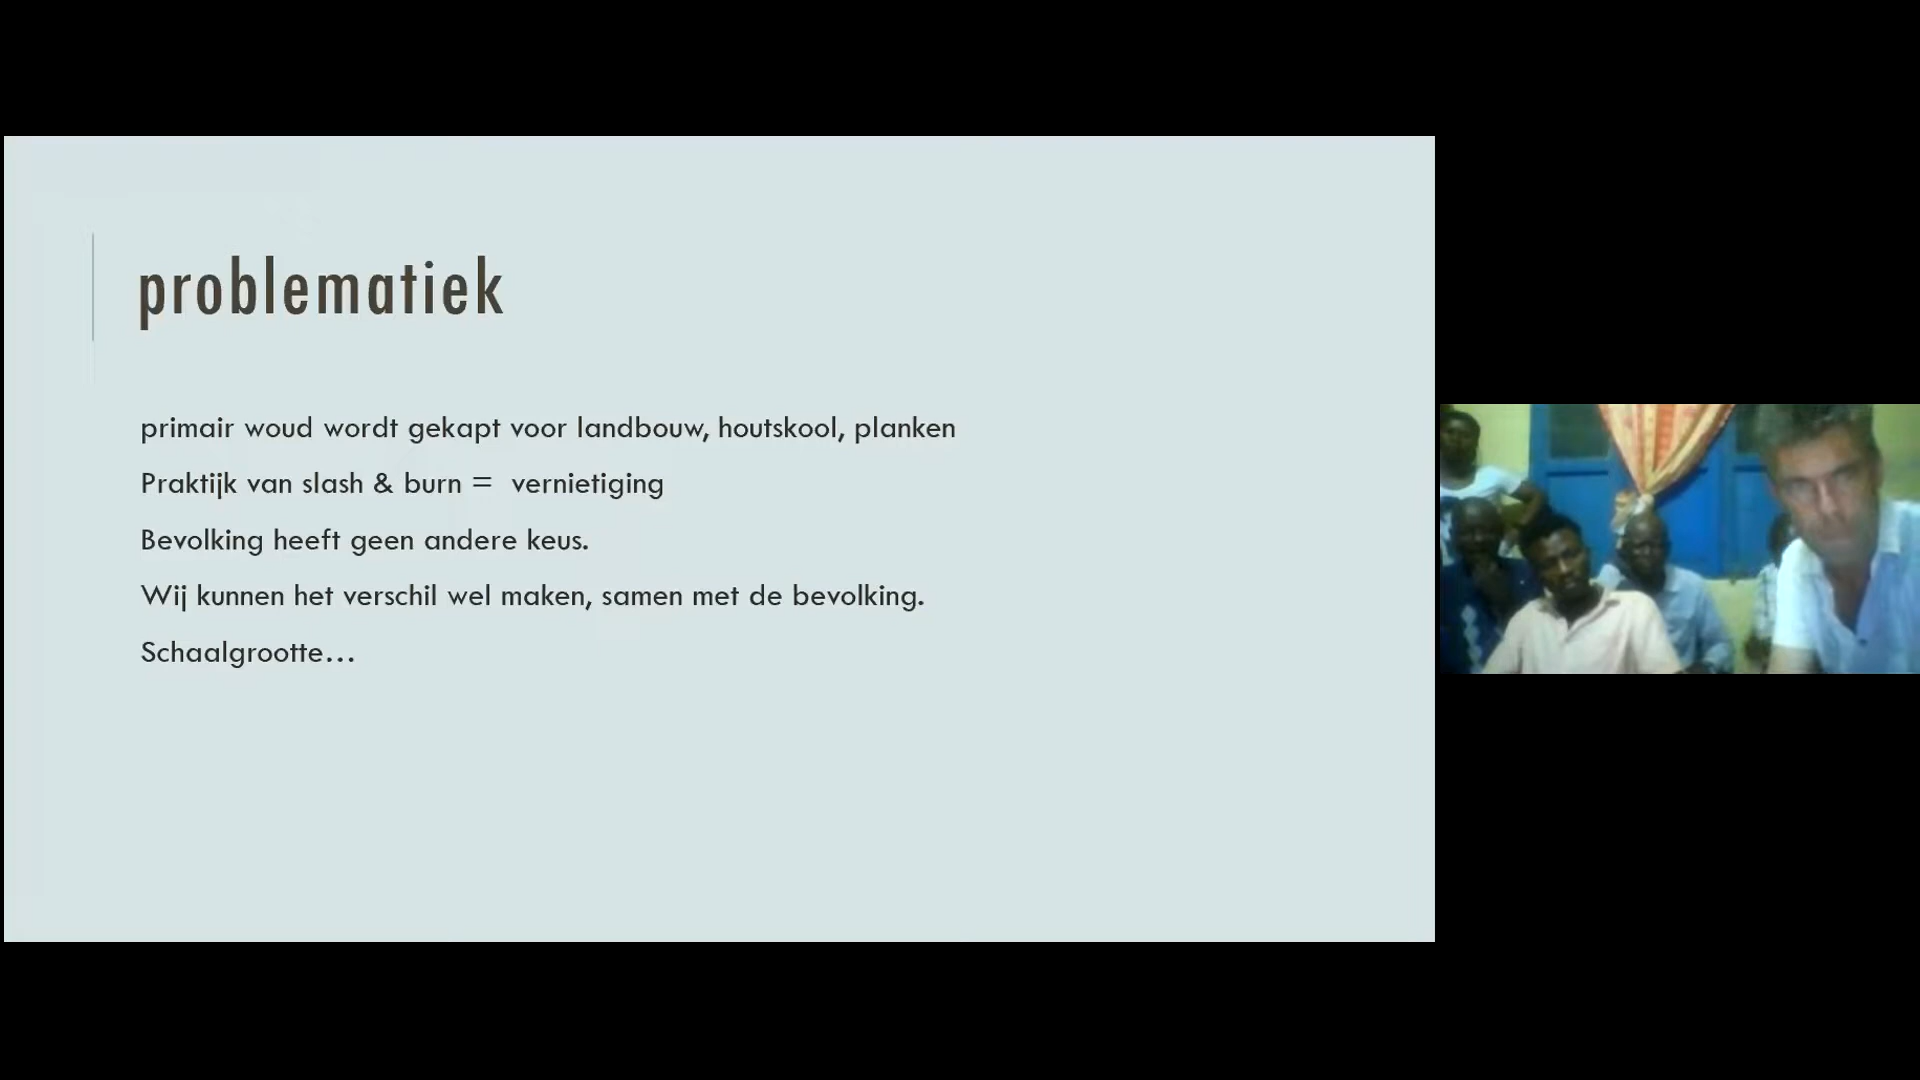 problematiek
primair woud wordt gekapt voor landbouw, houtskool, planken
Praktijk van slash & burn = vernietiging
Bevolking heeft geen andere keus.
Wij kunnen het verschil wel maken, samen met de bevolking.
Schaalgrootte...